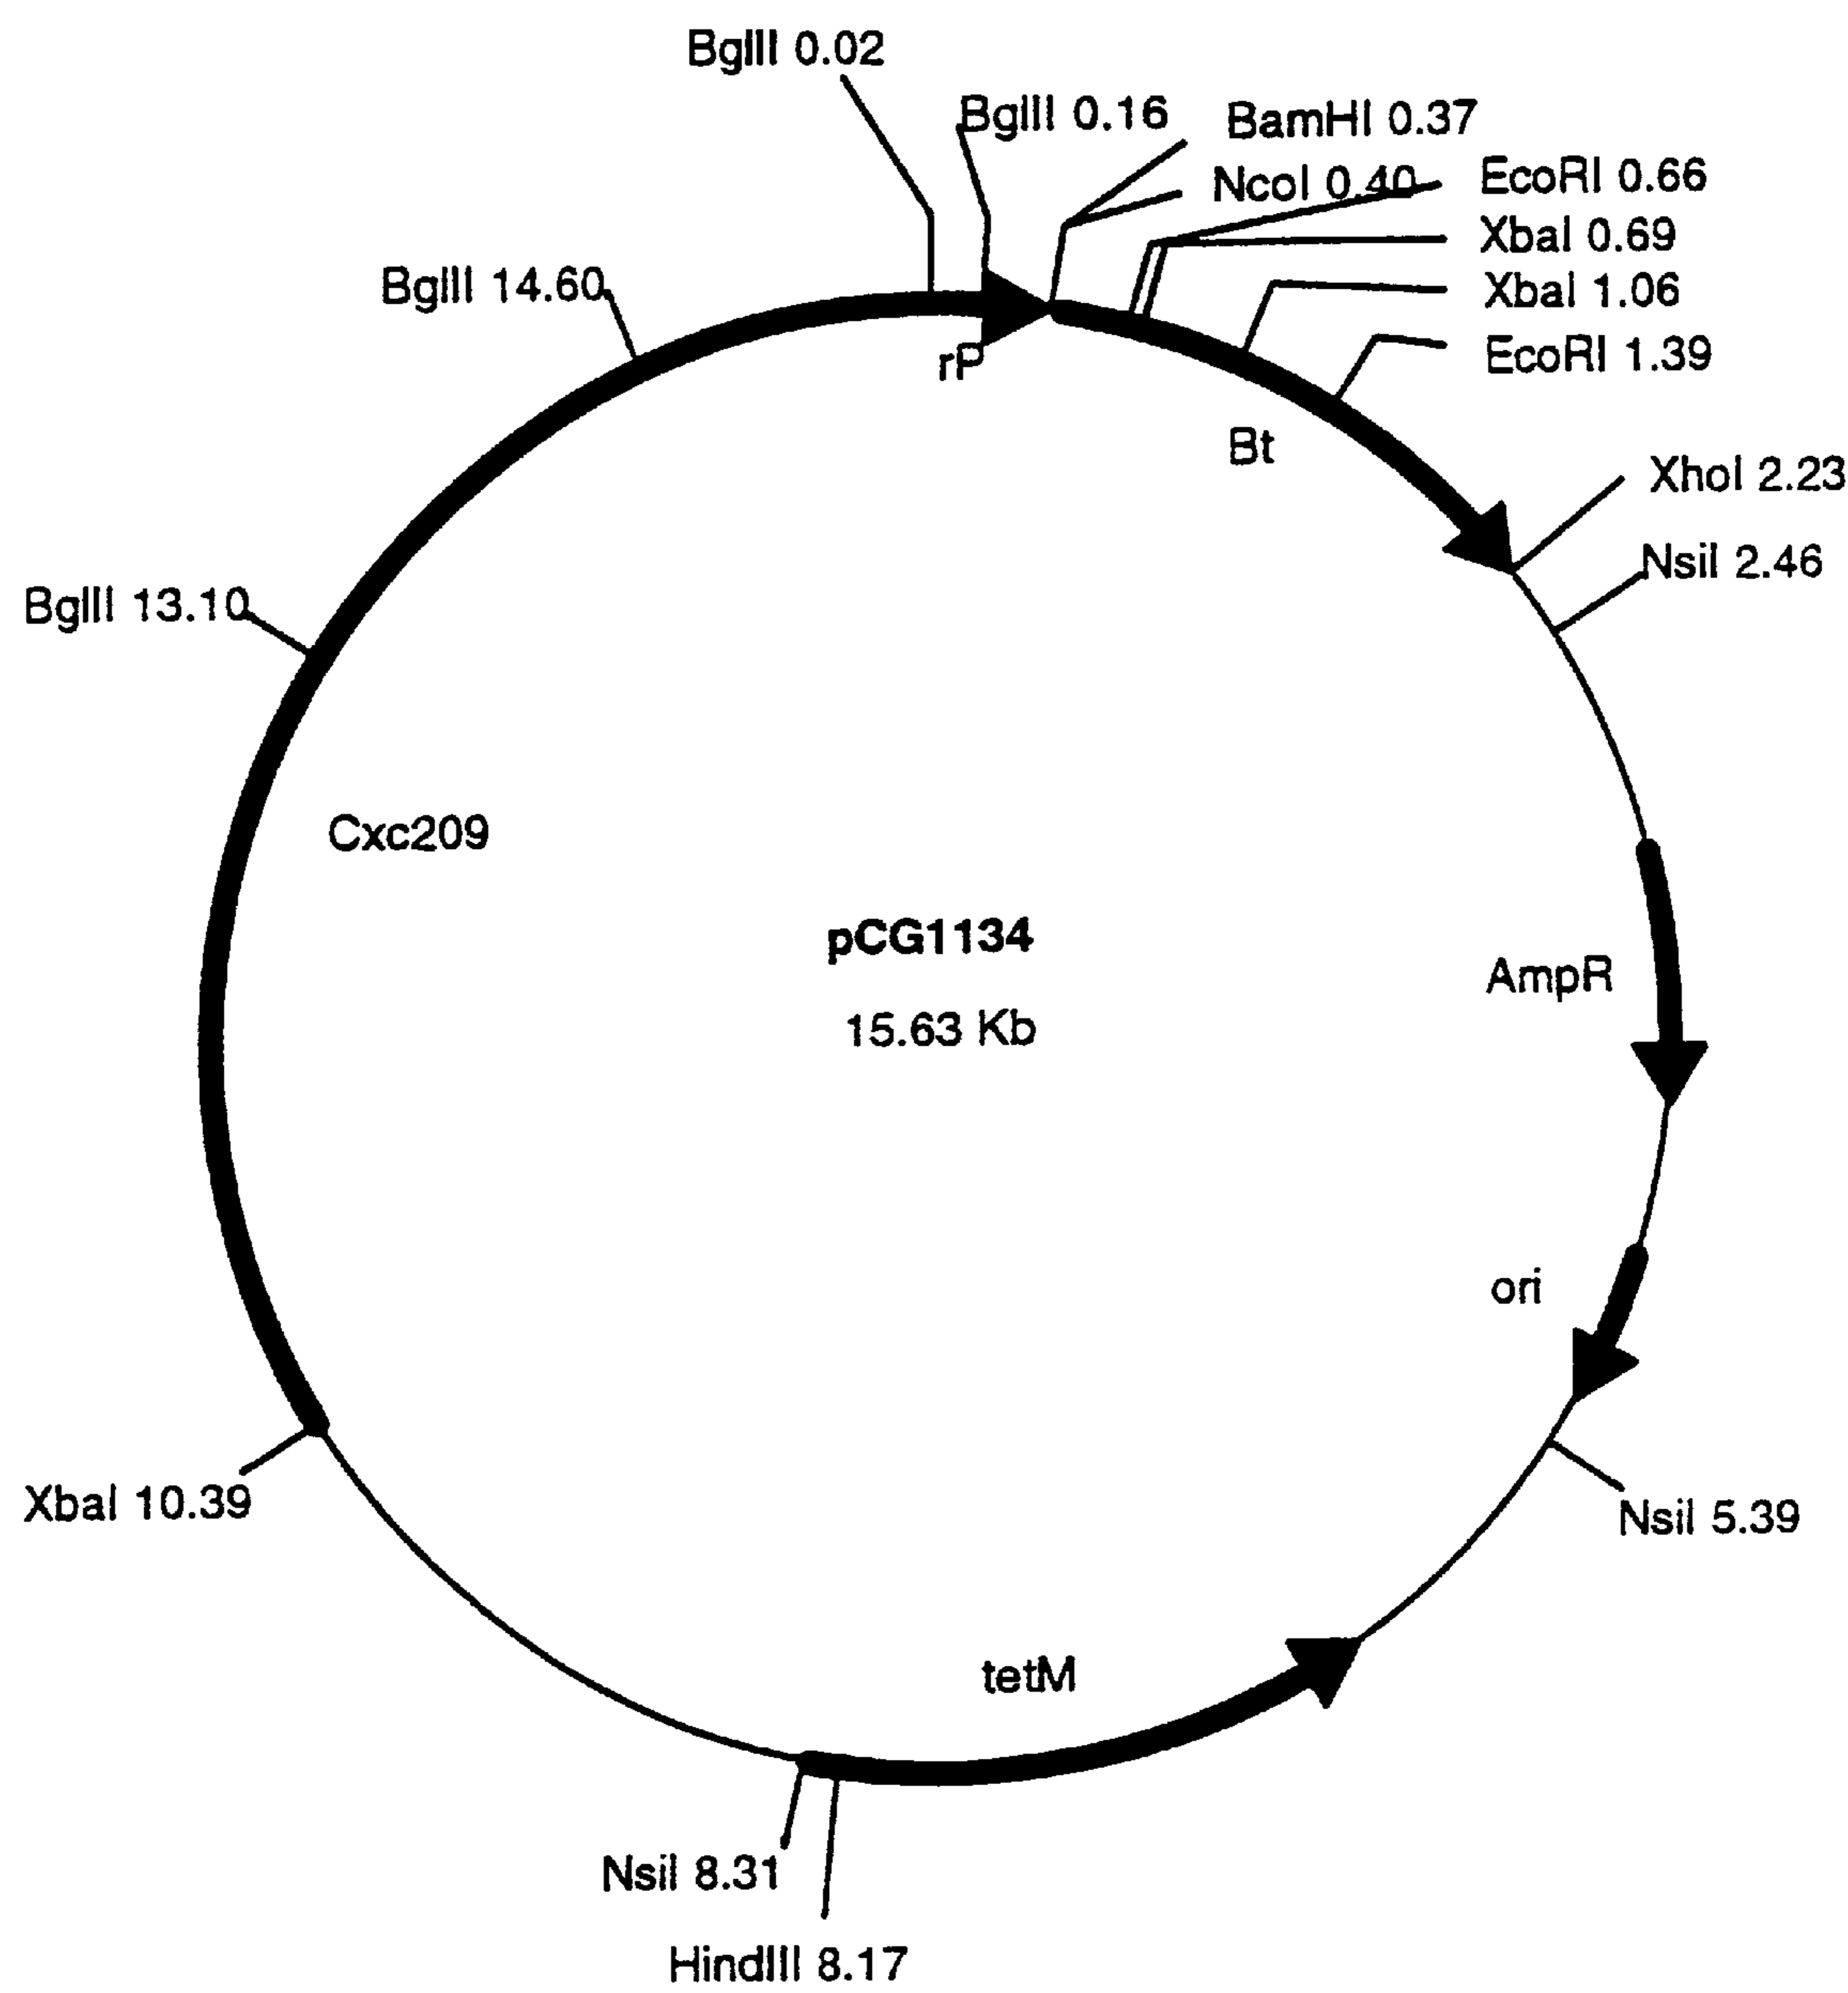 BglII 0.02
BglII 0.16
BamHI 0.37
NcoI 0.40
EcoRI 0.66
XbaI 0.69
XbaI 1.06
EcoRI 1.39
BglII 14.60
rP
Bt
XhoI 2.23
NsiI 2.46
BglII 13.10
Cxc209
pCG1134
15.63 Kb
AmpR
ori
XbaI 10.39
NsiI 5.39
tetM
NsiI 8.31
HindIII 8.17